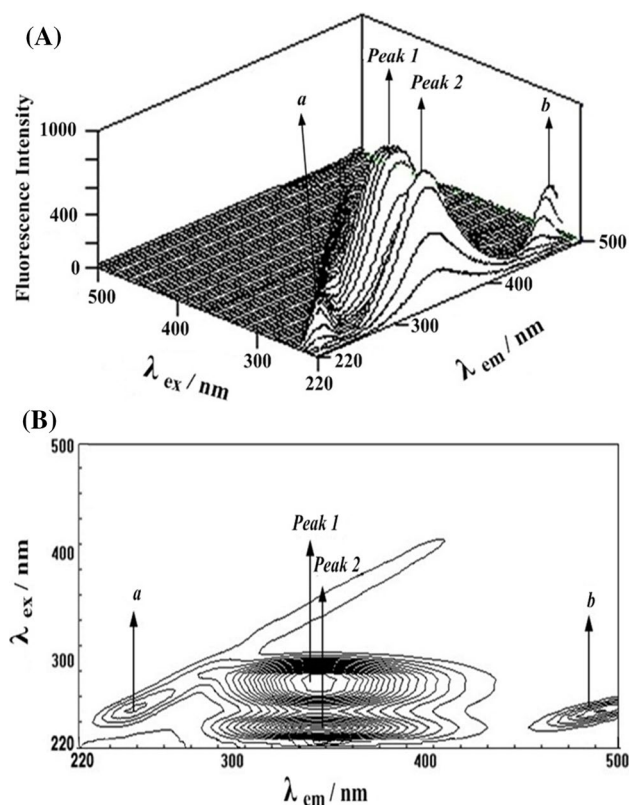 (A)
Peak 1
Peak 2
a
b
1000
400
0
Fluorescence Intensity
500
400
300
220
λ ex / nm
220
300
400
500
λ em / nm
(B)
500
400
300
220
λ ex / nm
Peak 1
Peak 2
a
b
220
300
400
500
λ em / nm